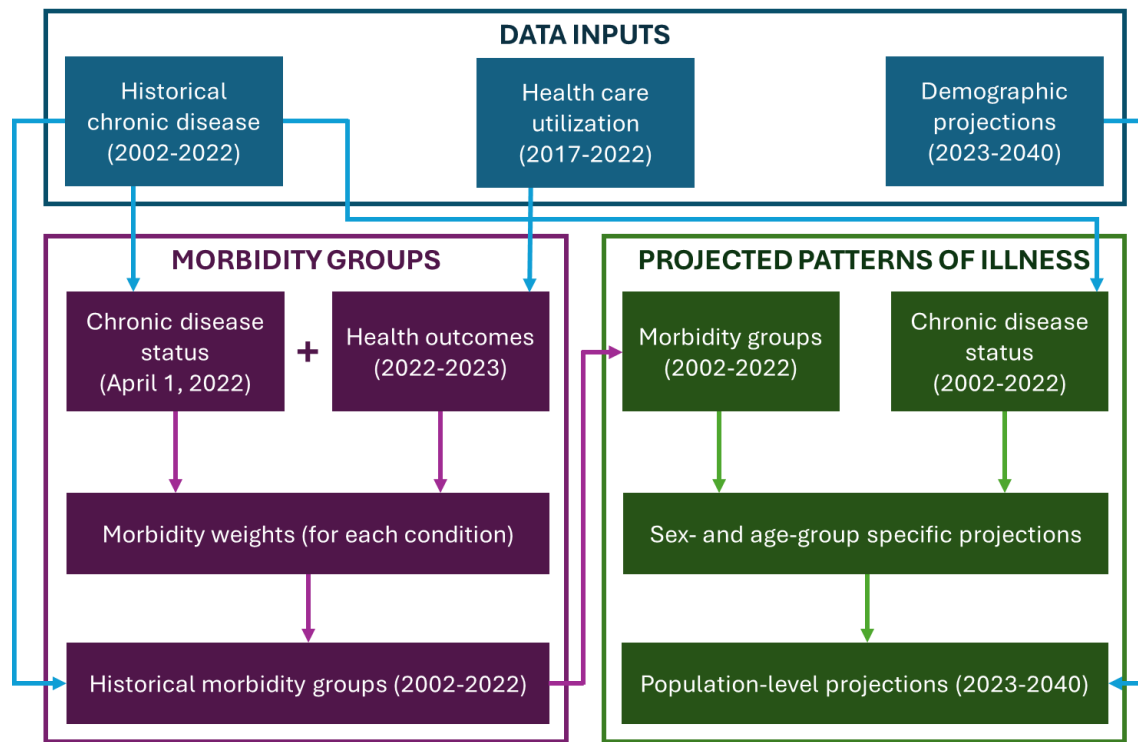 DATA INPUTS
Historical
chronic disease
(2002-2022)
Health care
utilization
(2017-2022)
Demographic
projections
(2023-2040)
MORBIDITY GROUPS
Chronic disease
status
(April 1, 2022)
+
Health outcomes
(2022-2023)
Morbidity weights (for each condition)
Historical morbidity groups (2002-2022)
PROJECTED PATTERNS OF ILLNESS
Morbidity groups
(2002-2022)
Chronic disease
status
(2002-2022)
Sex- and age-group specific projections
Population-level projections (2023-2040)